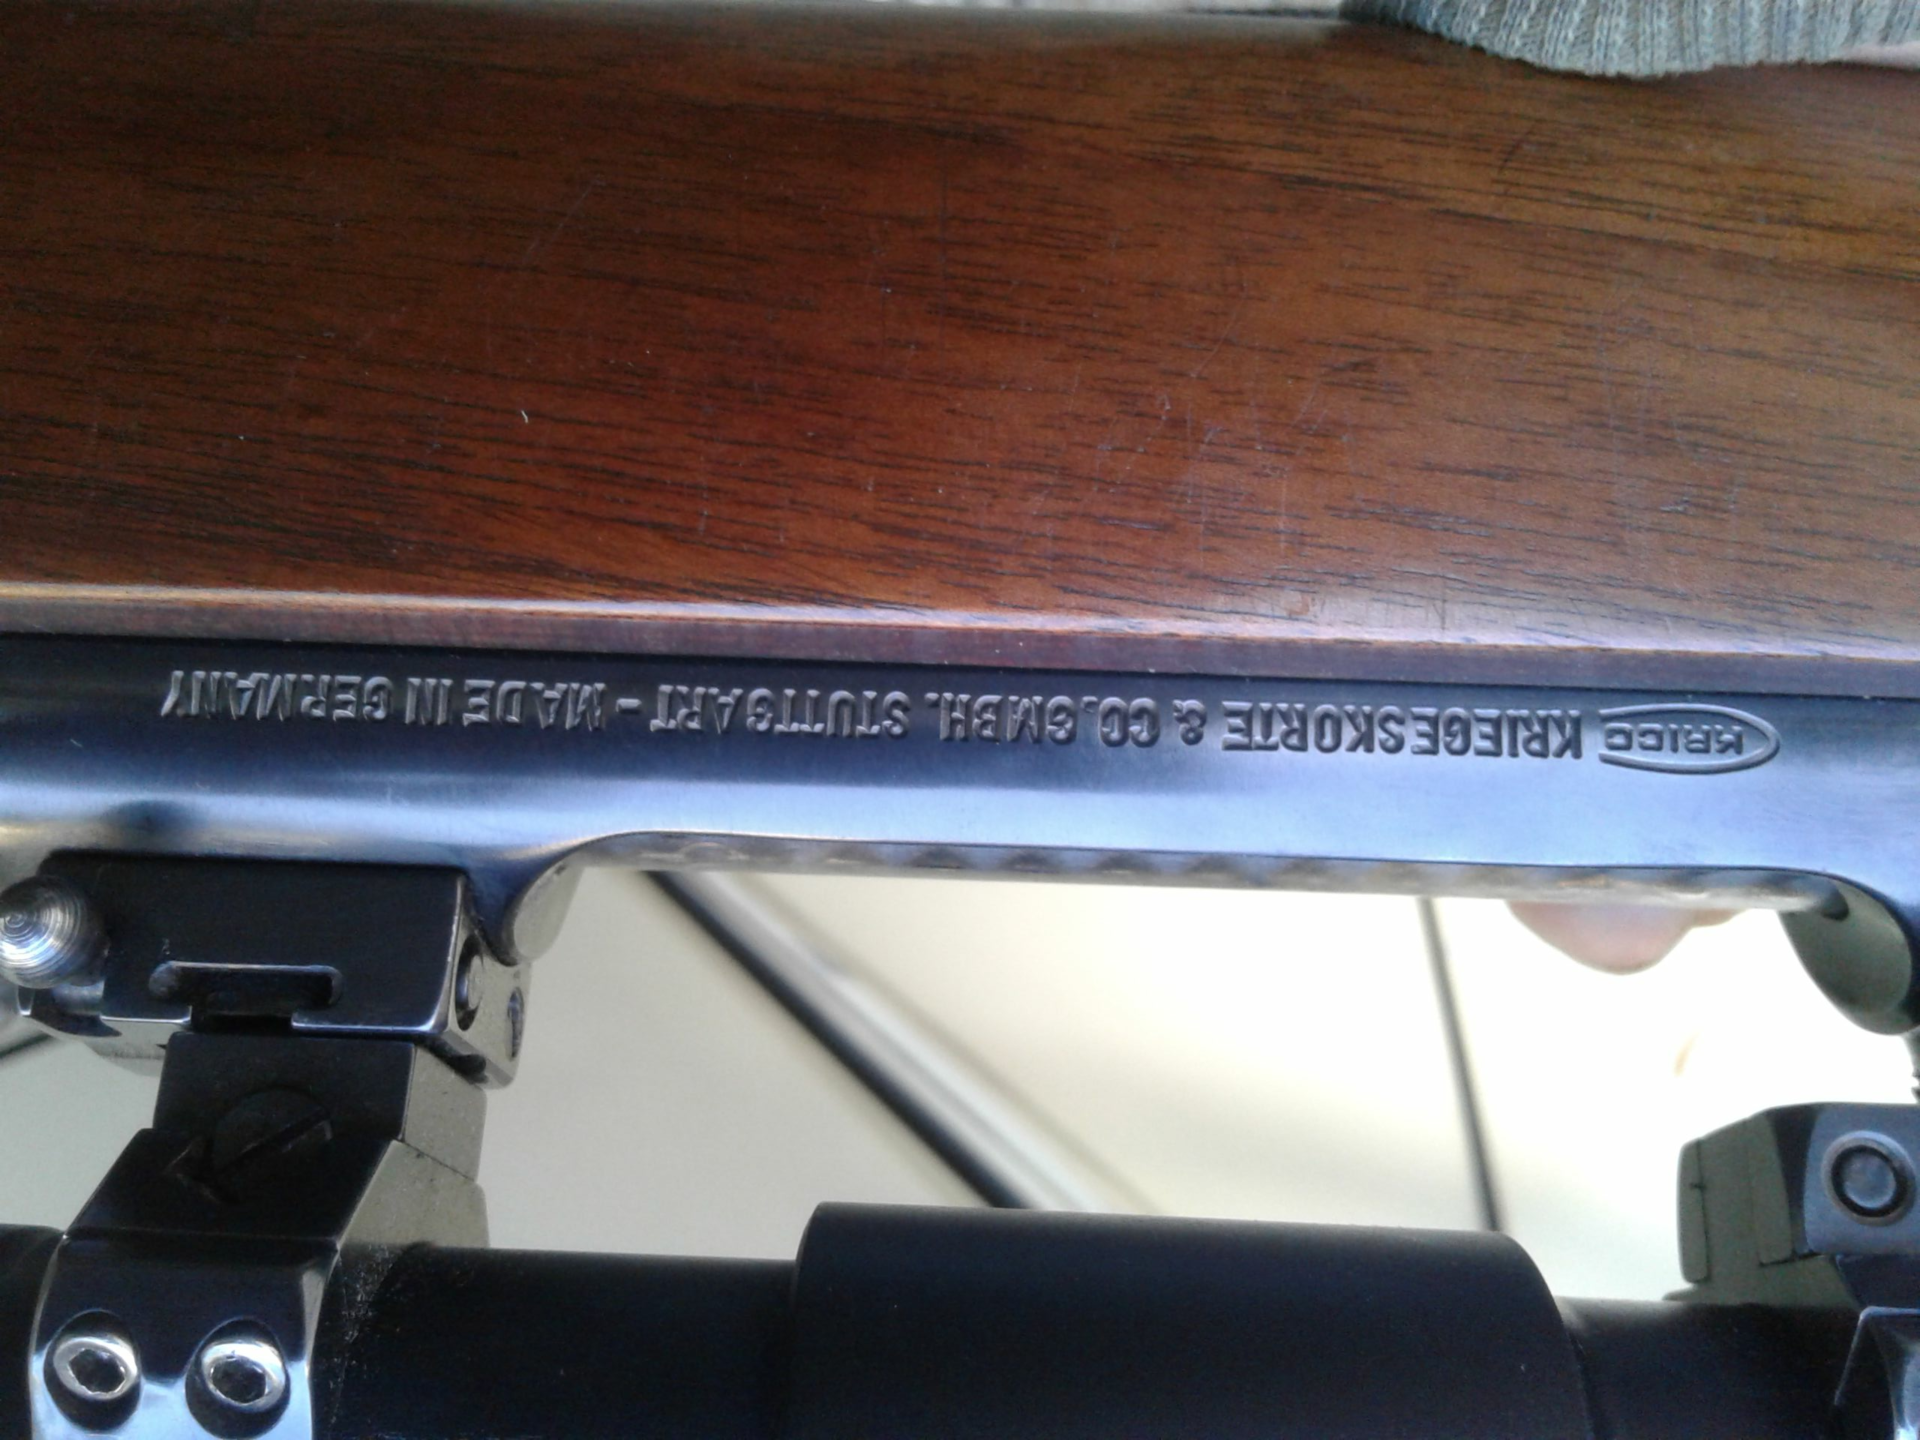 KRICO KRIEGESKORTE & CO. GMBH. STUTTGART - MADE IN GERMANY